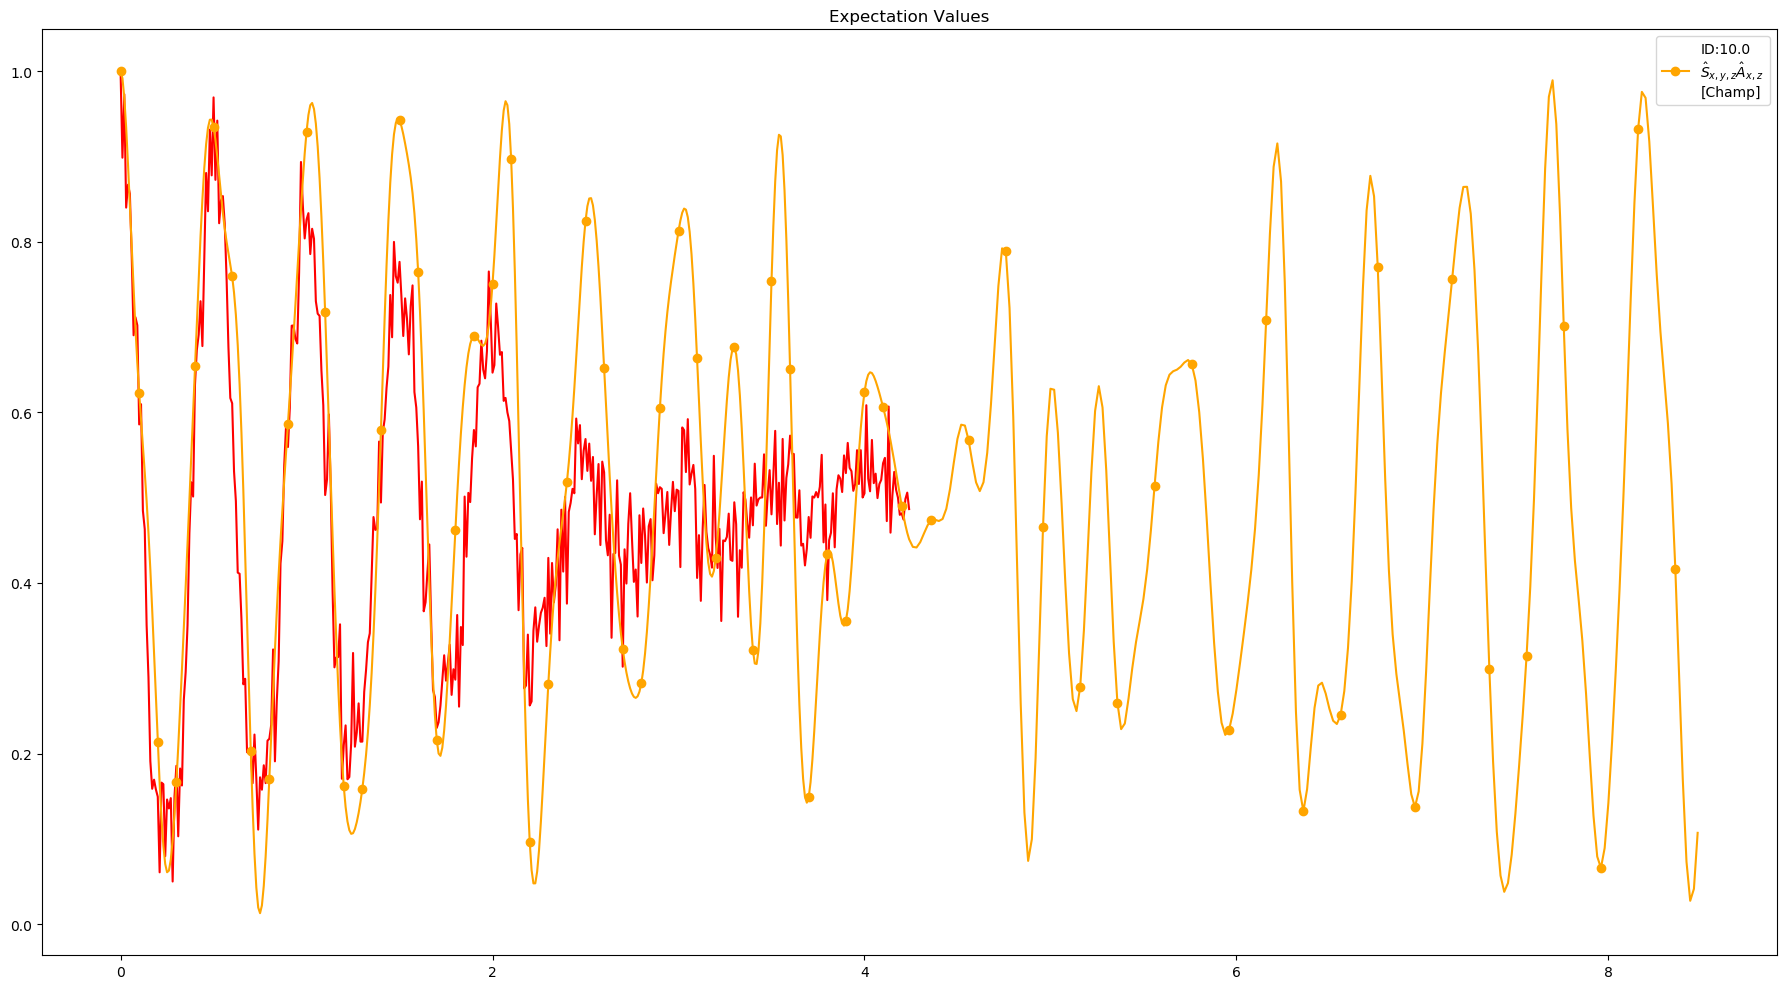 Expectation Values
ID:10.0
$\hat{S}_{x,y,z}\hat{A}_{x,z}$
[Champ]
1.0
0.8
0.6
0.4
0.2
0.0
0 2 4 6 8